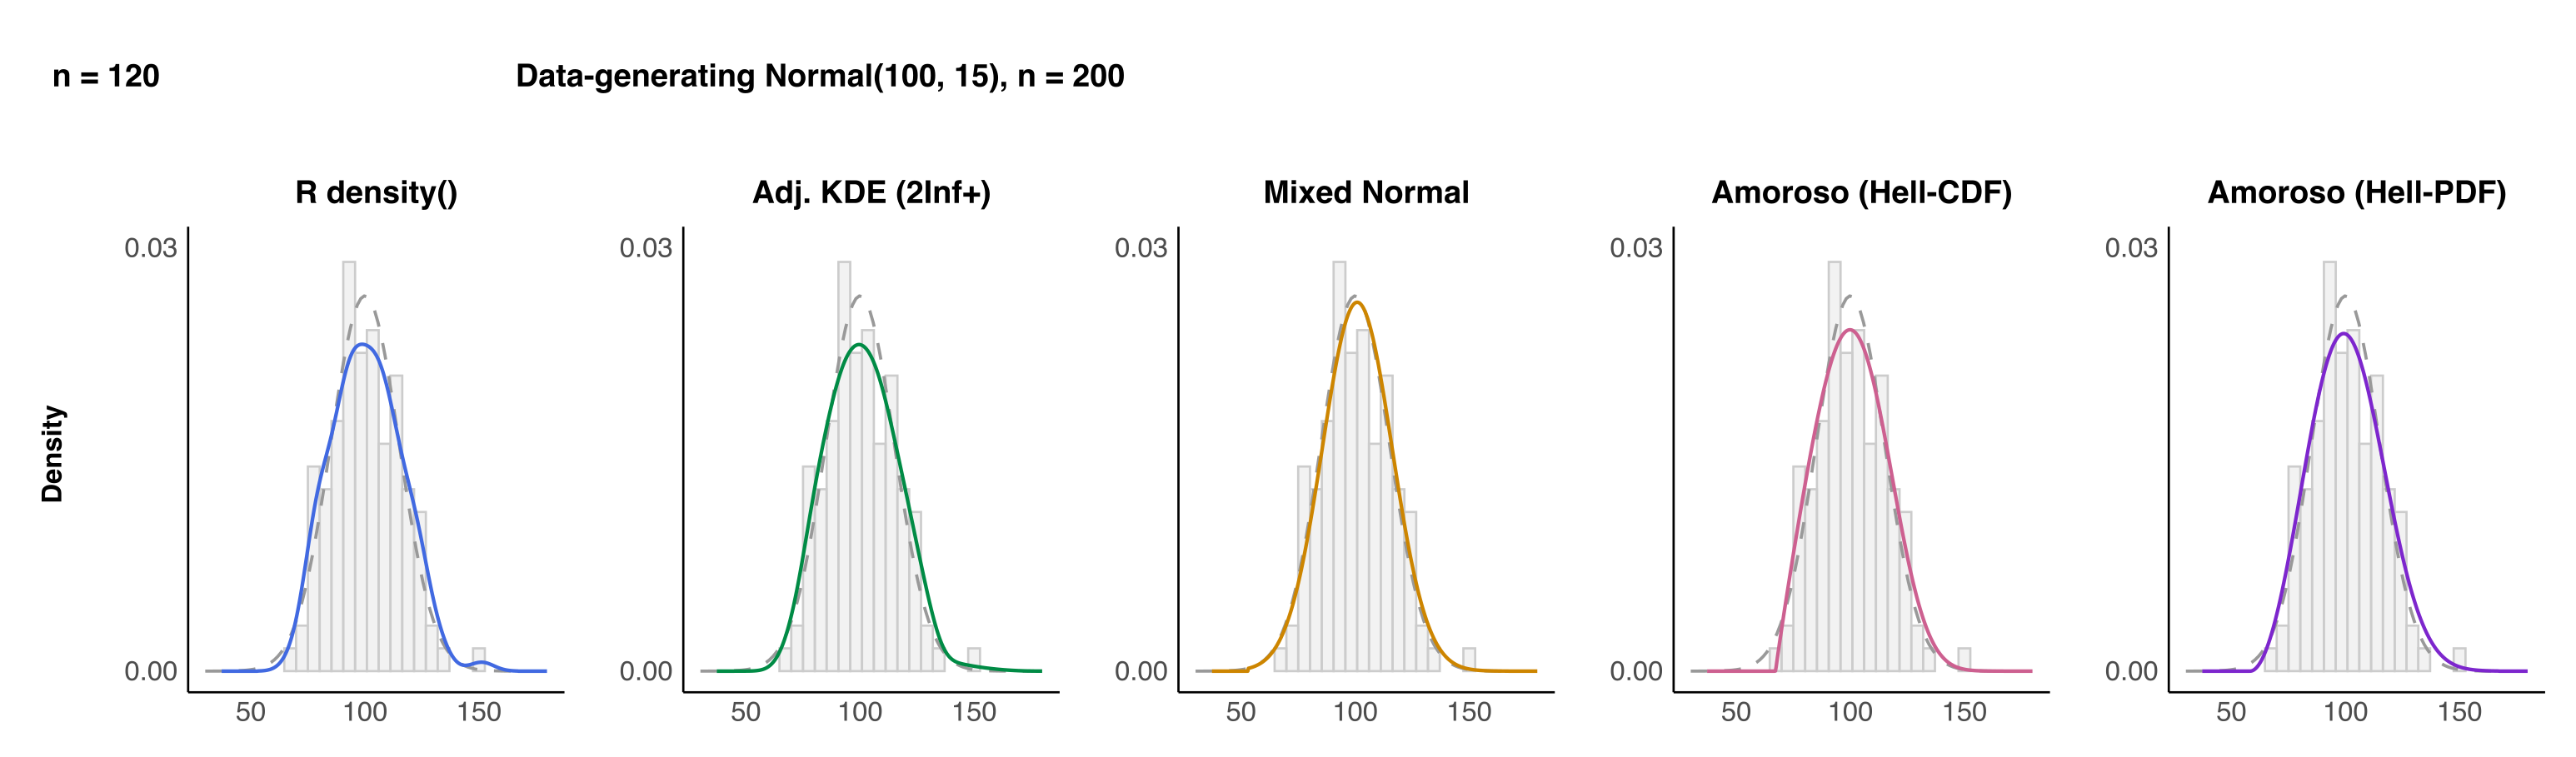 n = 120
Data-generating Normal(100, 15), n = 200
R density()
Adj. KDE (2Inf+)
Mixed Normal
Amoroso (Hell-CDF)
Amoroso (Hell-PDF)
Density
0.03
0.00
50 100 150
0.03
0.00
50 100 150
0.03
0.00
50 100 150
0.03
0.00
50 100 150
0.03
0.00
50 100 150